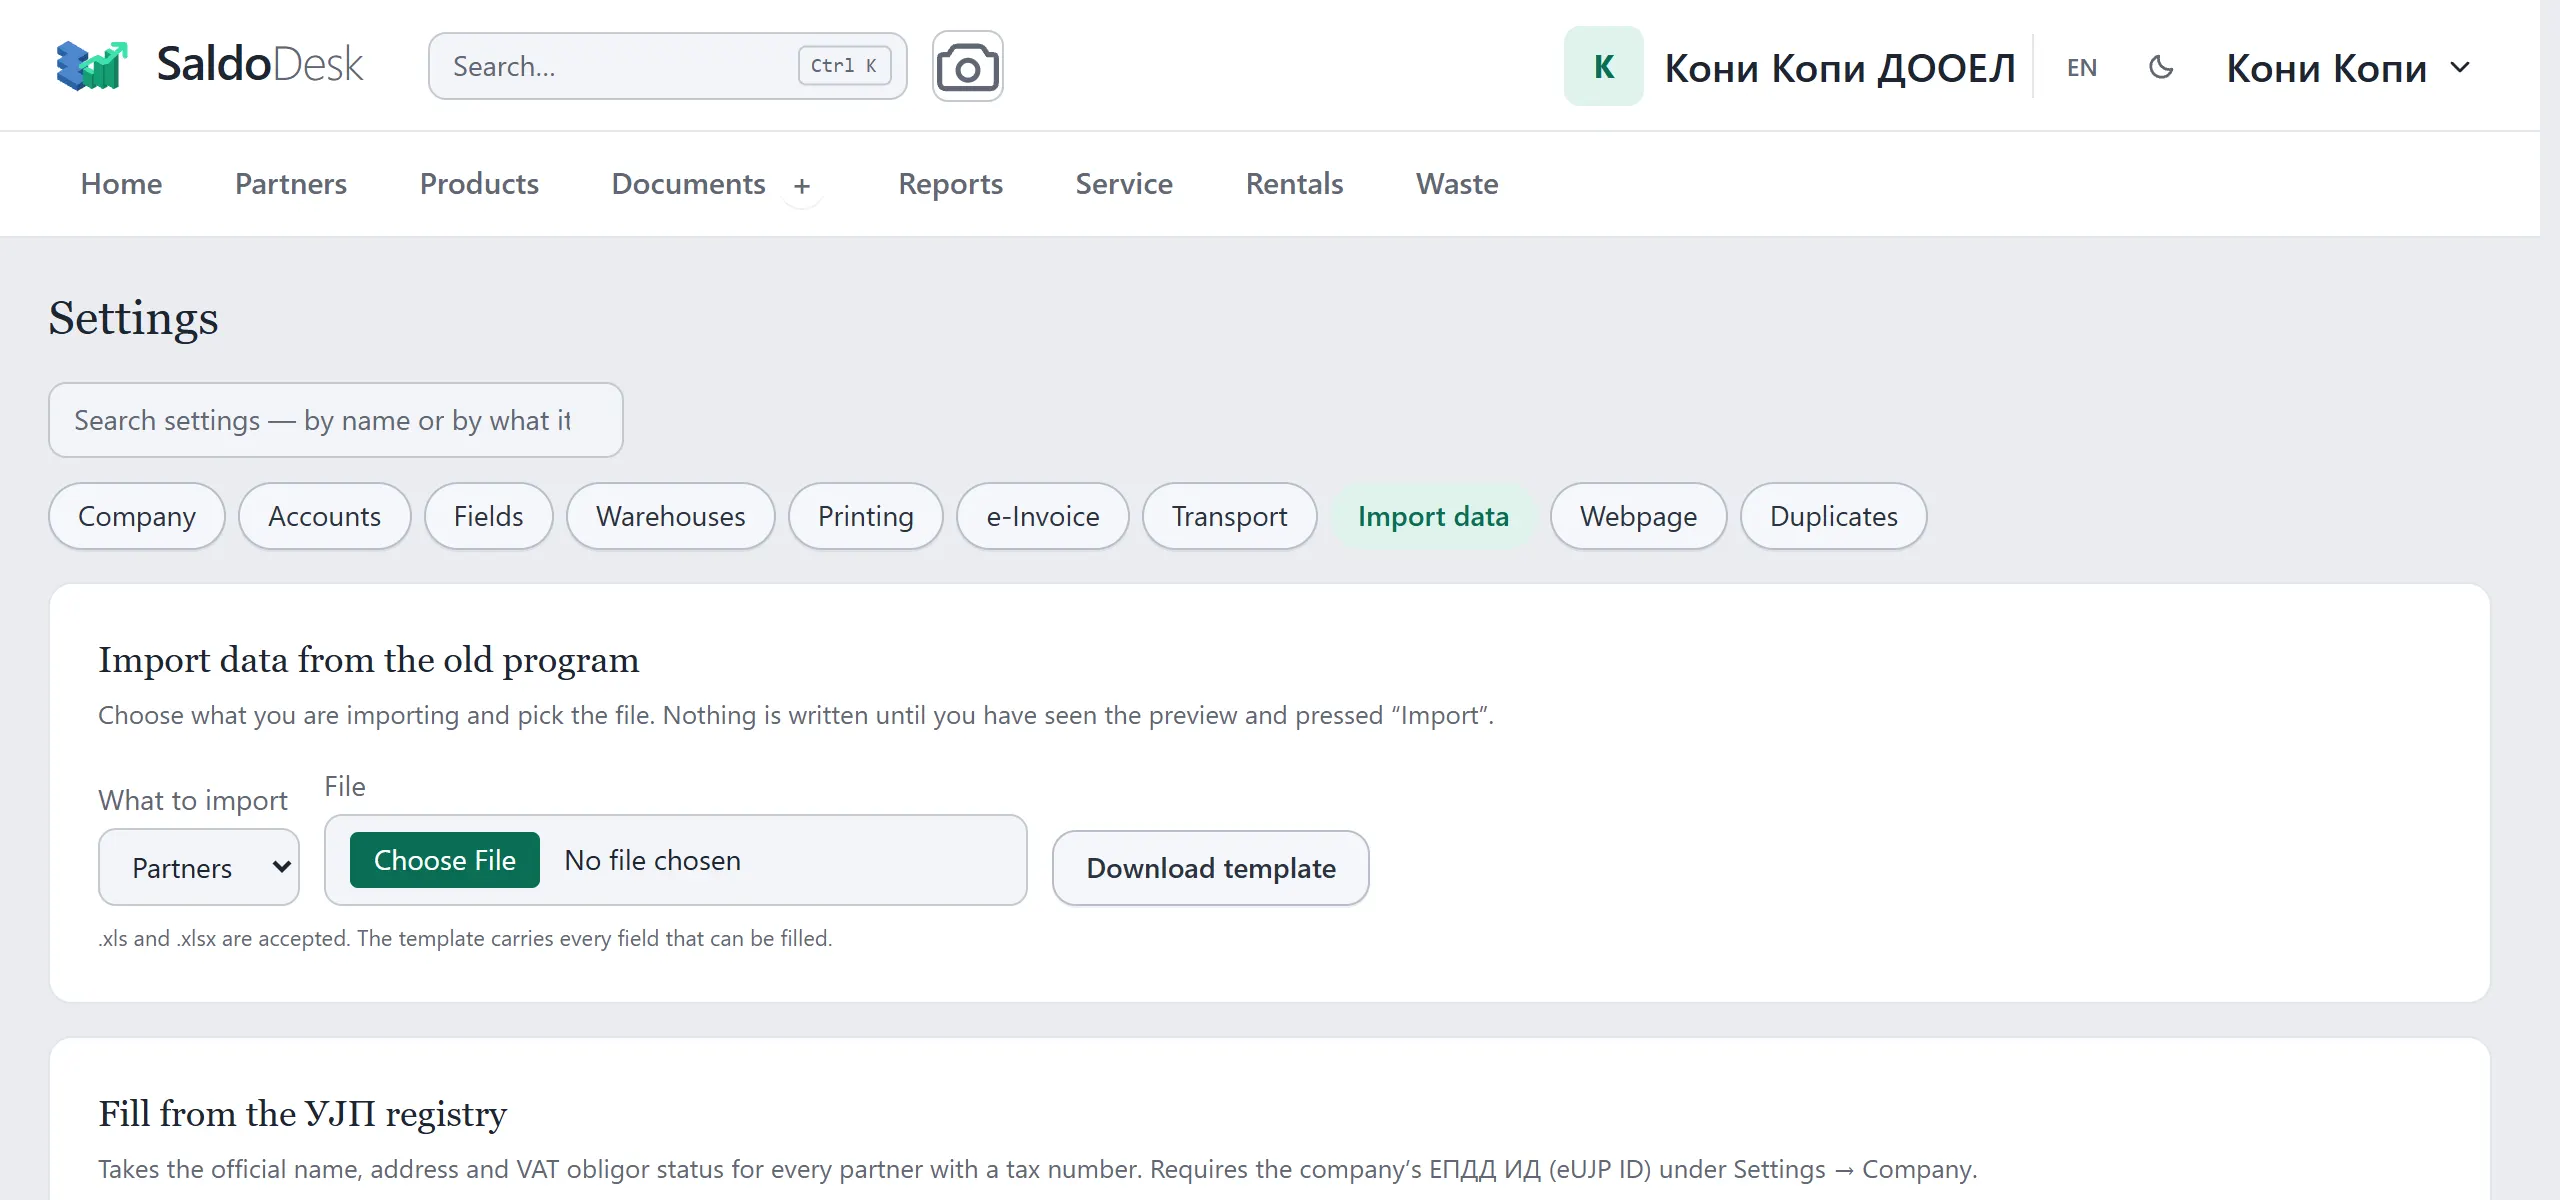 SaldoDesk
Search...
Ctrl K
K
Кони Копи ДООЕЛ
EN
Кони Копи
Home
Partners
Products
Documents
+
Reports
Service
Rentals
Waste
Settings
Search settings — by name or by what it
Company
Accounts
Fields
Warehouses
Printing
e-Invoice
Transport
Import data
Webpage
Duplicates
Import data from the old program
Choose what you are importing and pick the file. Nothing is written until you have seen the preview and pressed “Import”.
What to import
File
Partners
Choose File
No file chosen
Download template
.xls and .xlsx are accepted. The template carries every field that can be filled.
Fill from the УЈП registry
Takes the official name, address and VAT obligor status for every partner with a tax number. Requires the company’s ЕПДД ИД (eUJP ID) under Settings → Company.